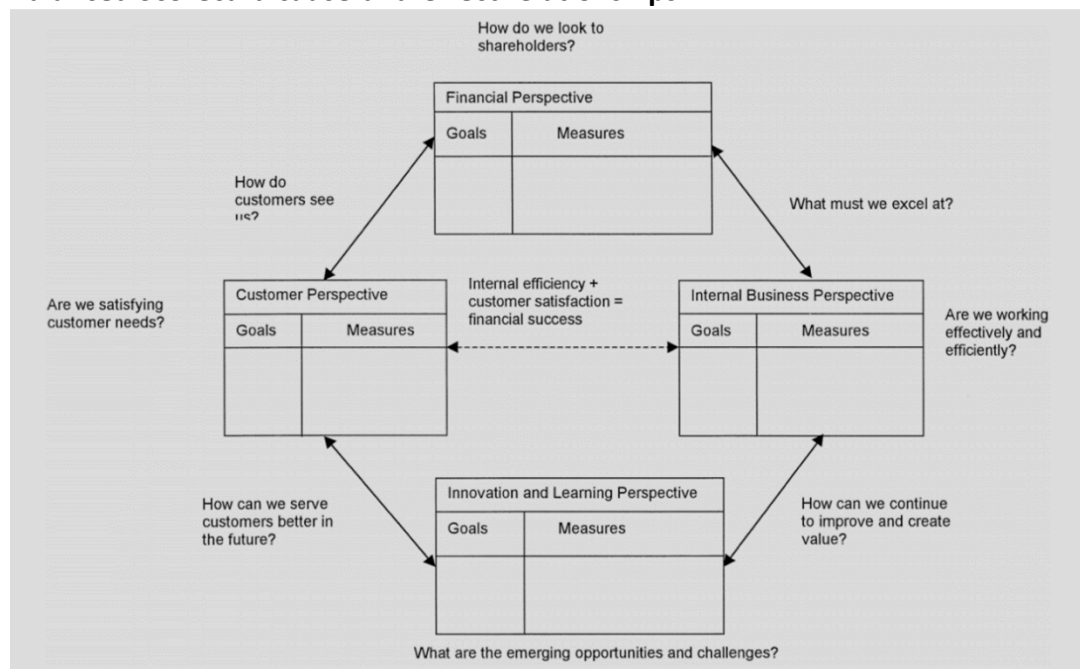 How do we look to
shareholders?
Financial Perspective
Goals Measures
How do
customers see
us?
What must we excel at?
Customer Perspective
Goals Measures
Internal efficiency +
customer satisfaction =
financial success
Internal Business Perspective
Goals Measures
Are we satisfying
customer needs?
Are we working
effectively and
efficiently?
How can we serve
customers better in
the future?
Innovation and Learning Perspective
Goals Measures
How can we continue
to improve and create
value?
What are the emerging opportunities and challenges?